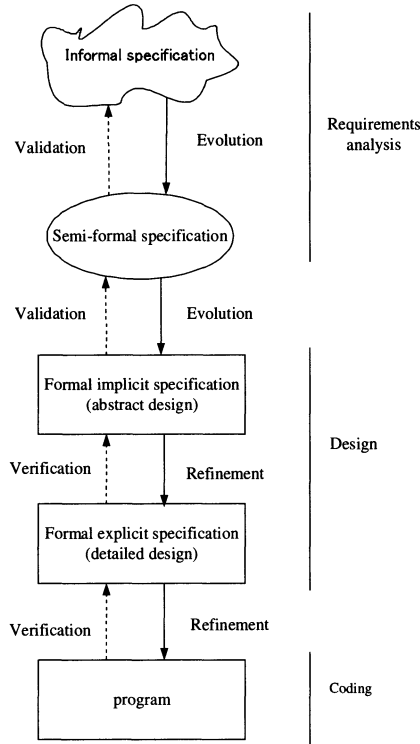 Informal specification
Validation
Evolution
Requirements
analysis
Semi-formal specification
Validation
Evolution
Formal implicit specification
(abstract design)
Design
Verification
Refinement
Formal explicit specification
(detailed design)
Verification
Refinement
program
Coding